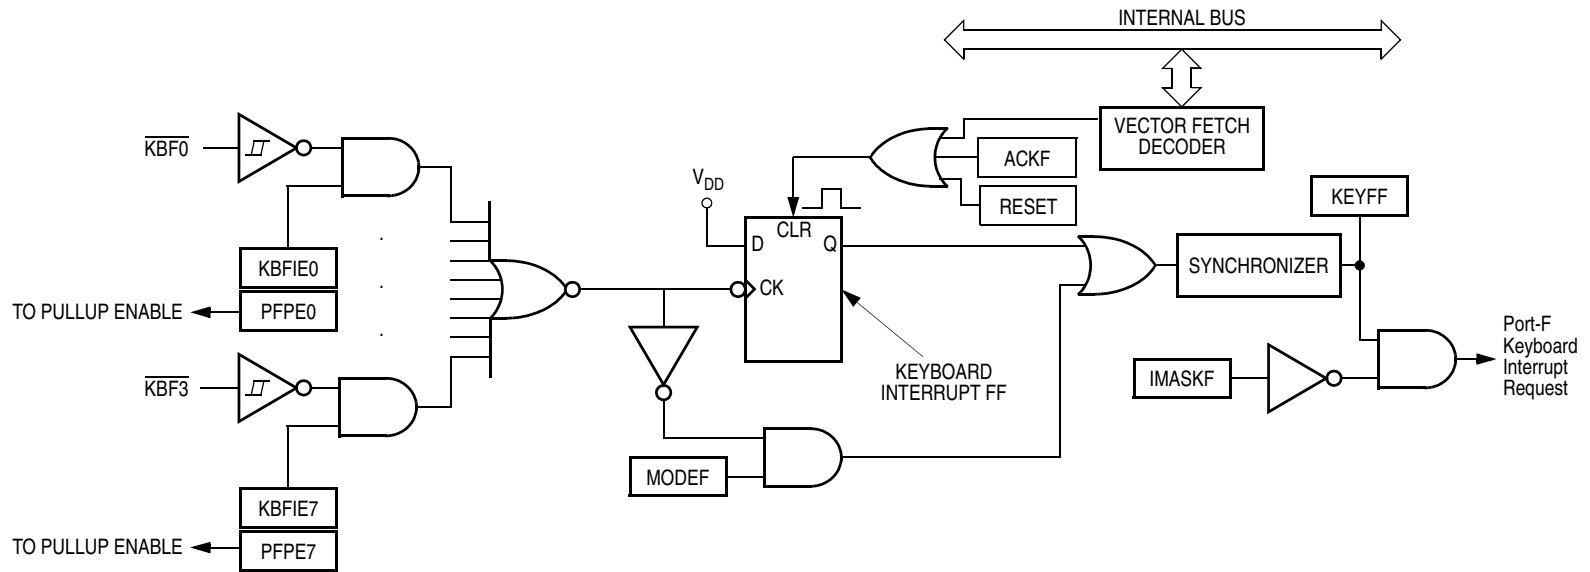 INTERNAL BUS
VECTOR FETCH
DECODER
ACKF
RESET
KBF0
KBFIE0
PFPE0
TO PULLUP ENABLE
KBF3
KBFIE7
PFPE7
TO PULLUP ENABLE
VDD
CLR
D
Q
CK
KEYBOARD
INTERRUPT FF
MODEF
SYNCHRONIZER
KEYFF
IMASKF
Port-F
Keyboard
Interrupt
Request